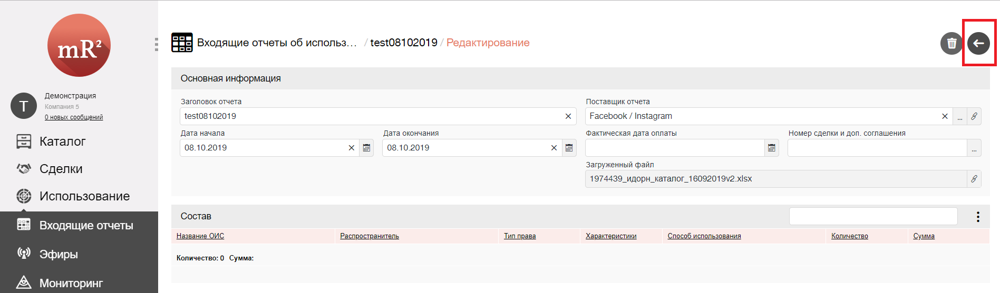 mR²
Демонстрация
Компания 5
0 новых сообщений
T
Каталог
Сделки
Использование
Входящие отчеты
Эфиры
Мониторинг
Входящие отчеты об использ… / test08102019 / Редактирование
Основная информация
Заголовок отчета
test08102019
Поставщик отчета
Facebook / Instagram
...
Дата начала
08.10.2019
Дата окончания
08.10.2019
Фактическая дата оплаты
Номер сделки и доп. соглашения
...
Загруженный файл
1974439_идорн_каталог_16092019v2.xlsx
Состав
Название ОИС Распространитель Тип права Характеристики Способ использования Количество Сумма
Количество: 0 Сумма: